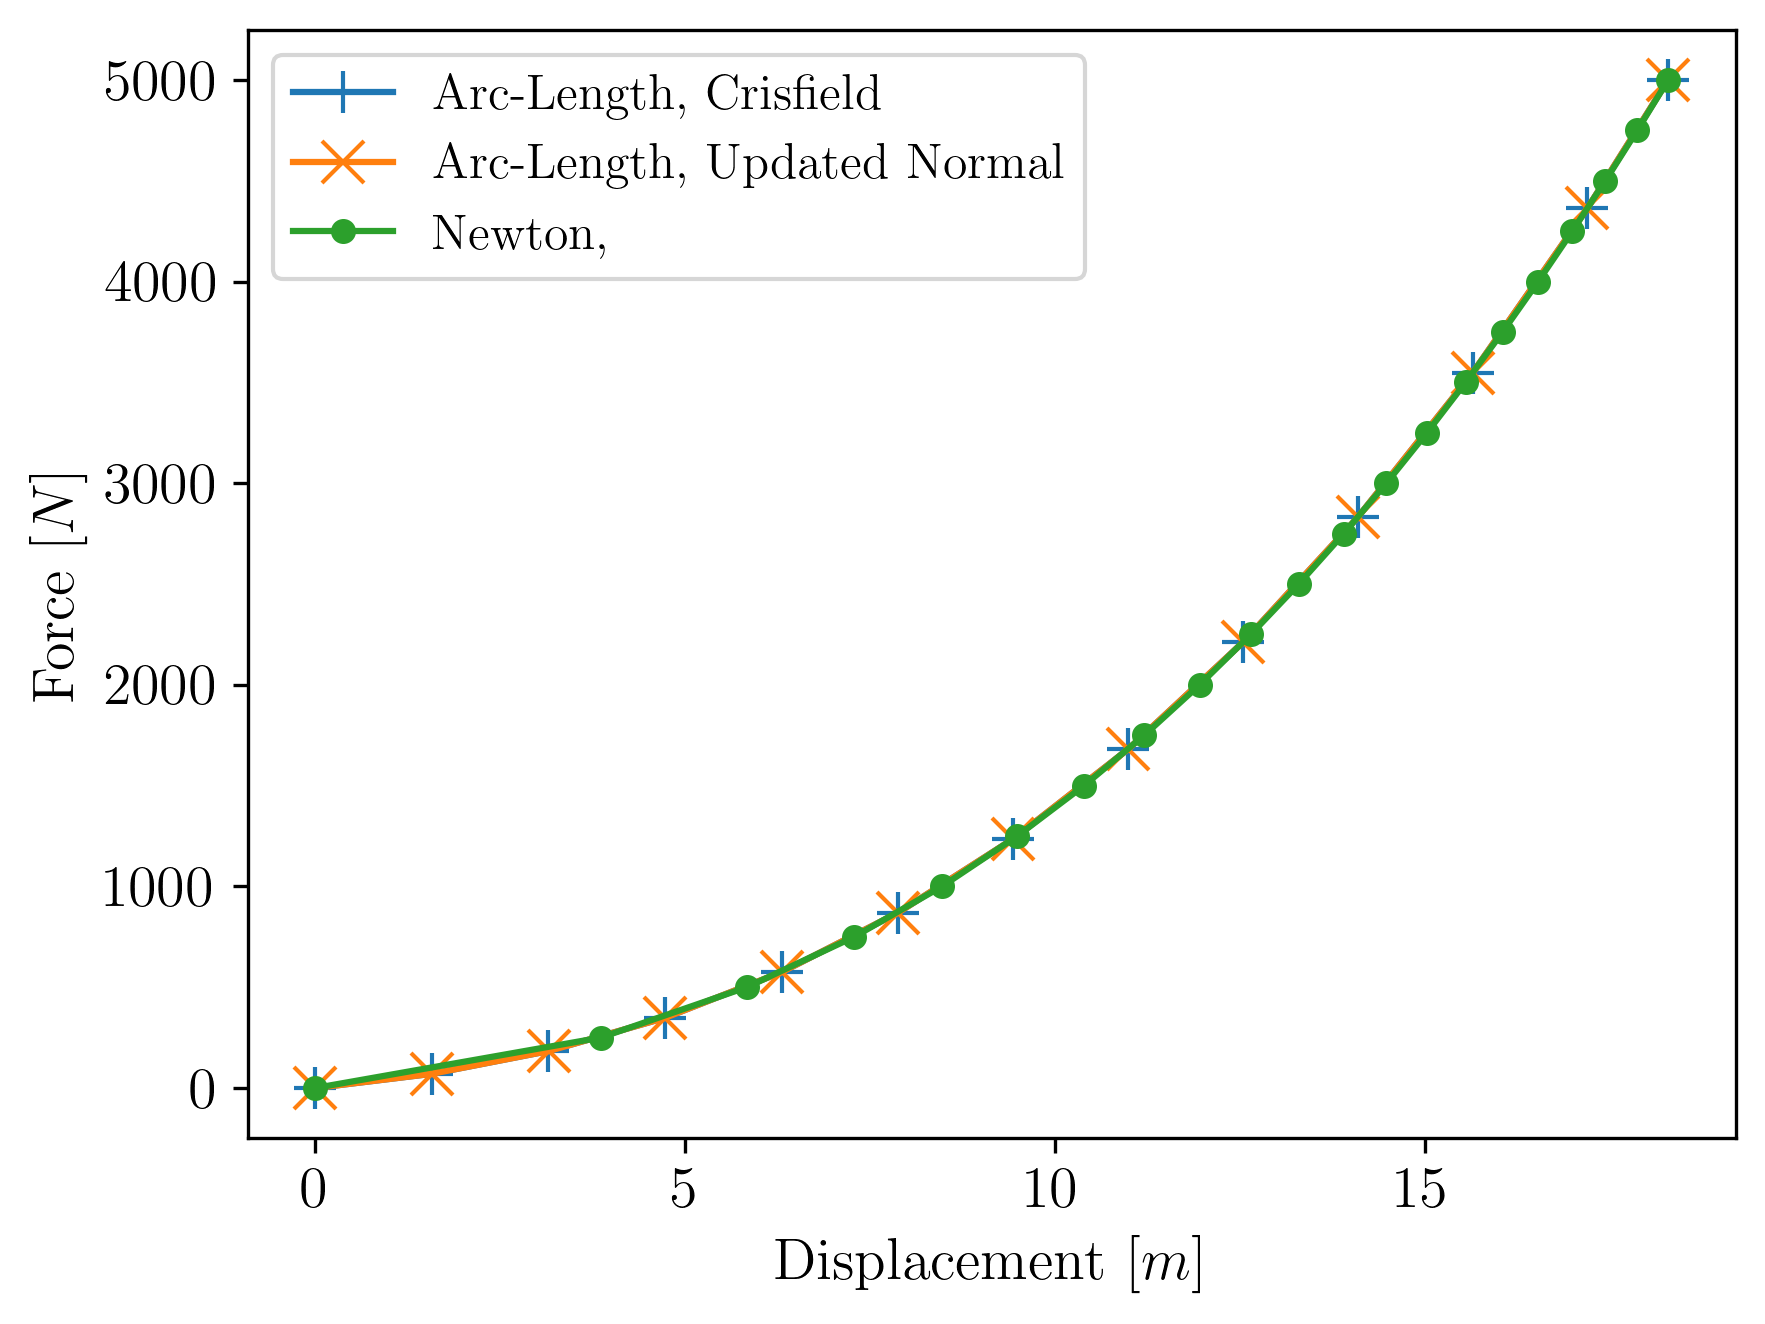 Arc-Length, Crisfield
Arc-Length, Updated Normal
Newton,
5000
4000
3000
2000
1000
0
Force [N]
0 5 10 15
Displacement [m]